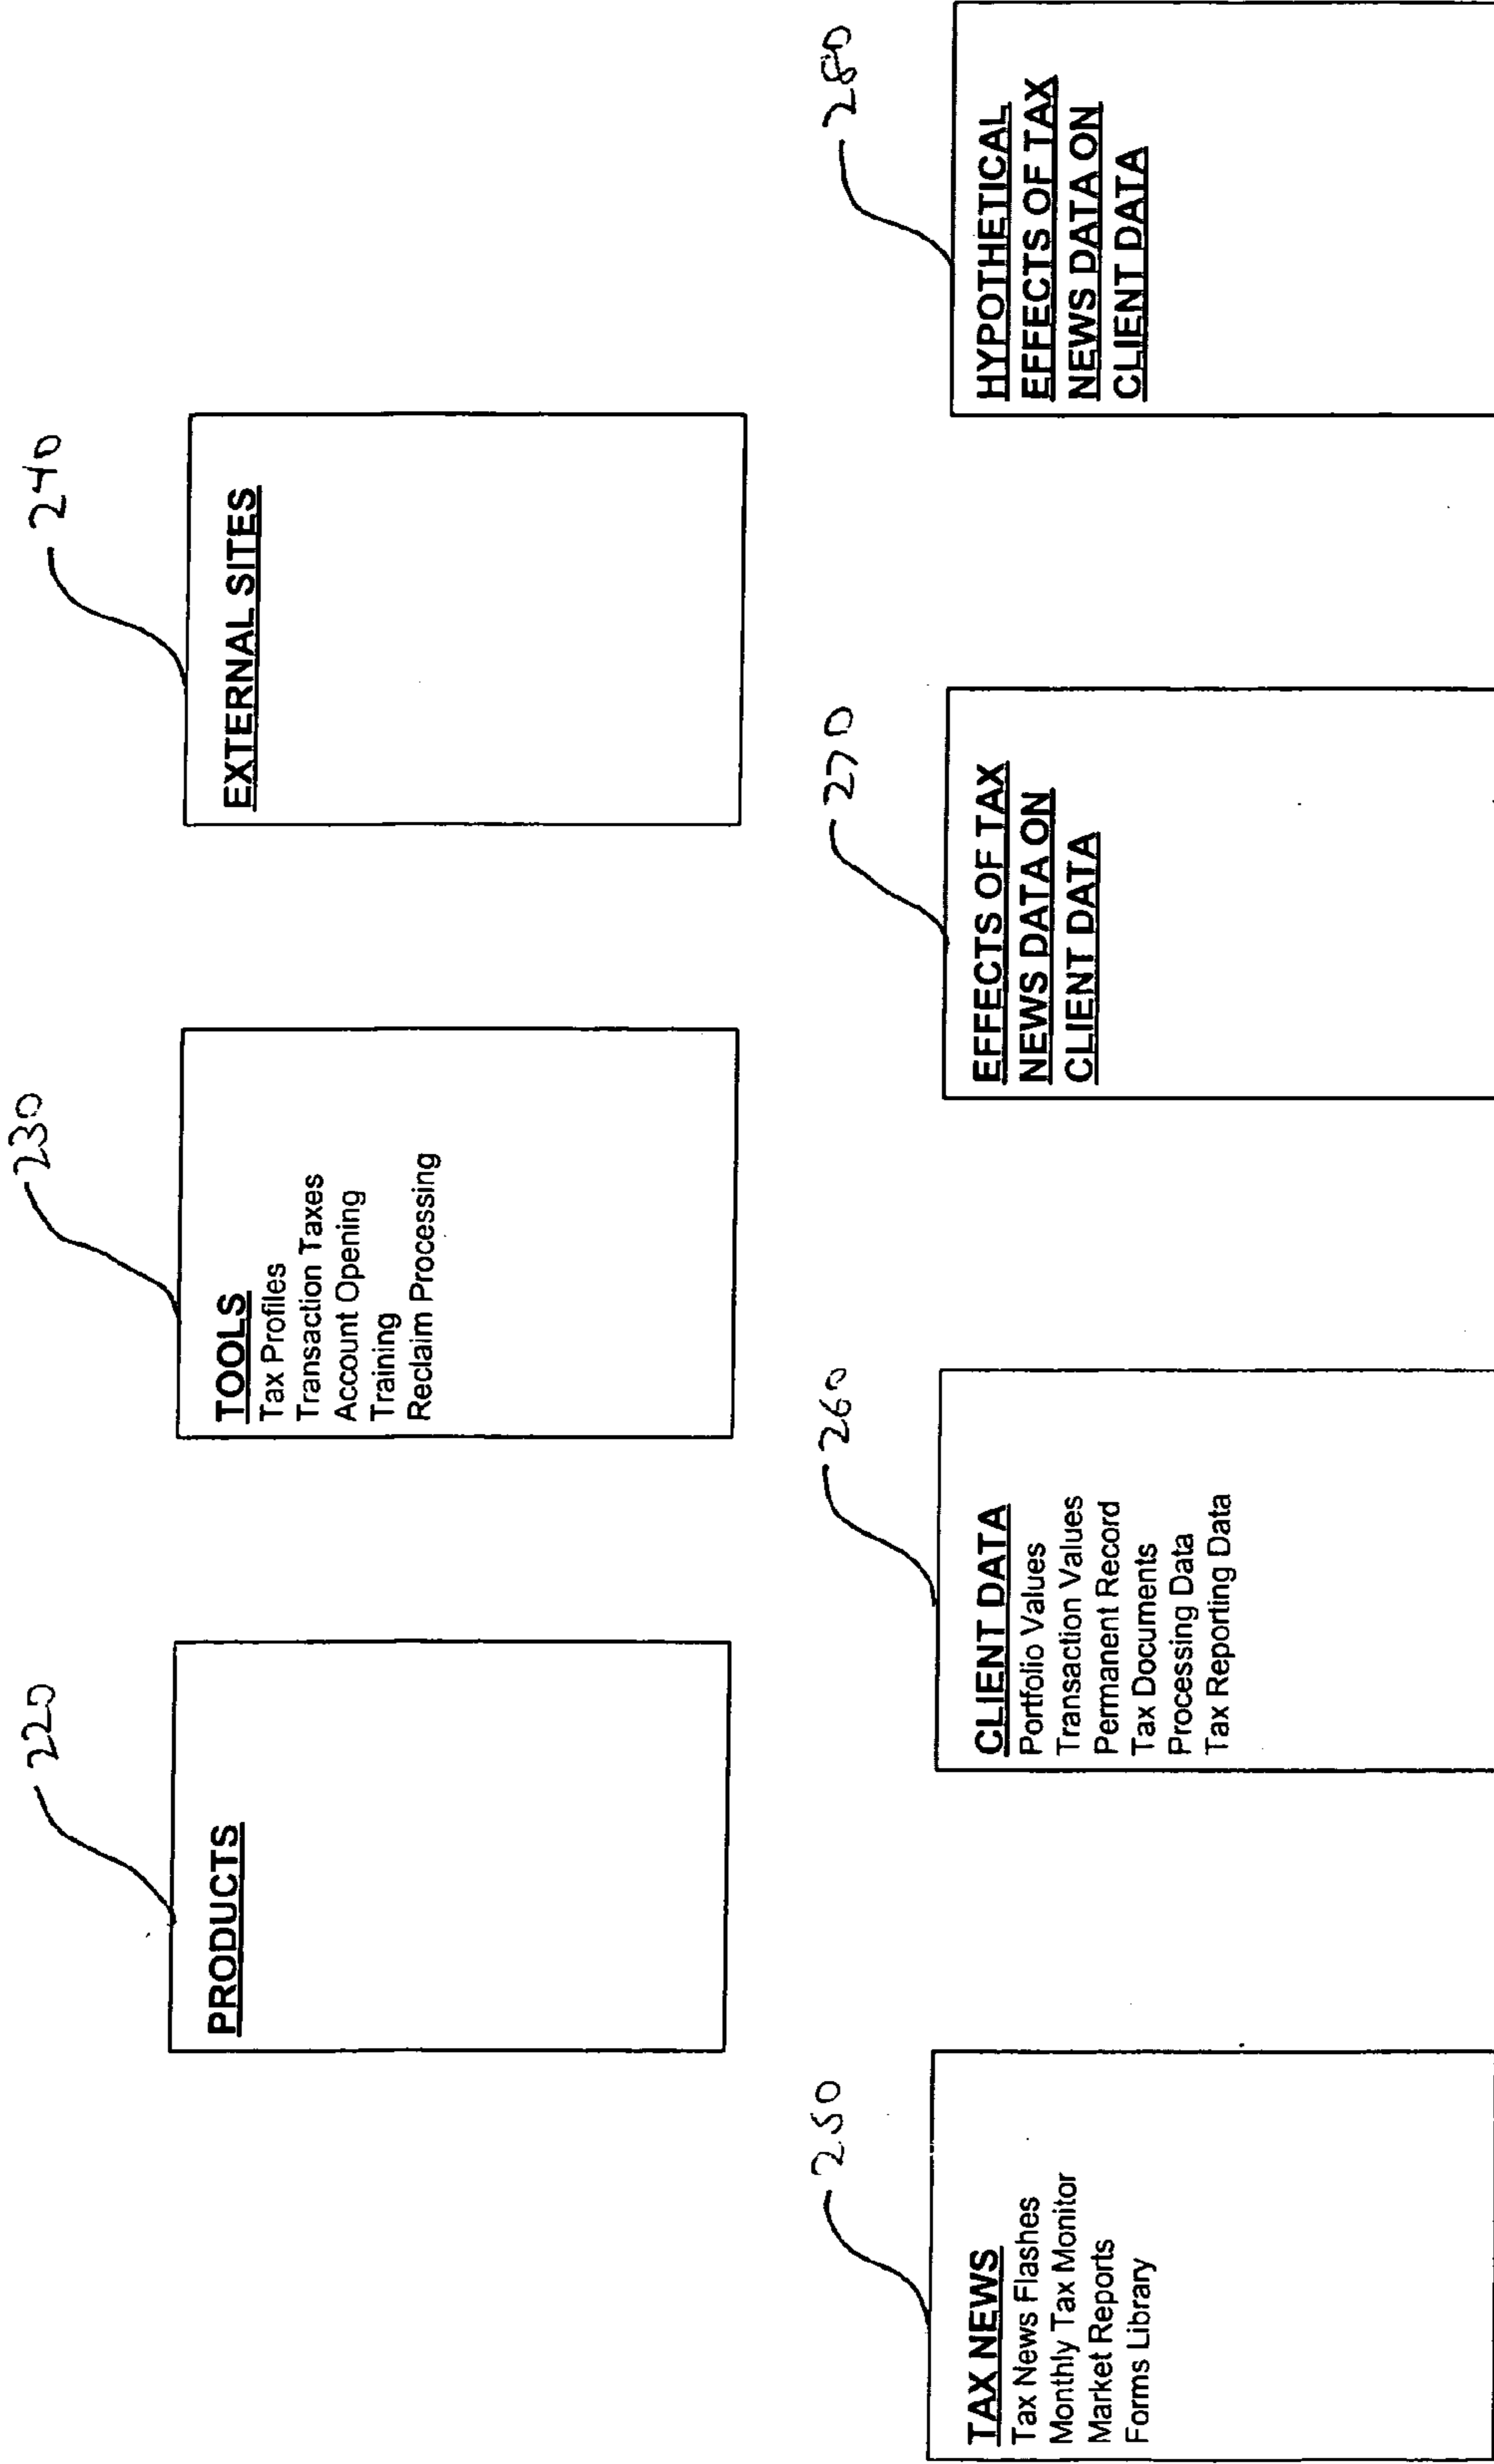 220
PRODUCTS
230
TOOLS
Tax Profiles
Transaction Taxes
Account Opening
Training
Reclaim Processing
240
EXTERNAL SITES
250
TAX NEWS
Tax News Flashes
Monthly Tax Monitor
Market Reports
Forms Library
260
CLIENT DATA
Portfolio Values
Transaction Values
Permanent Record
Tax Documents
Processing Data
Tax Reporting Data
270
EFFECTS OF TAX
NEWS DATA ON
CLIENT DATA
280
HYPOTHETICAL
EFFECTS OF TAX
NEWS DATA ON
CLIENT DATA